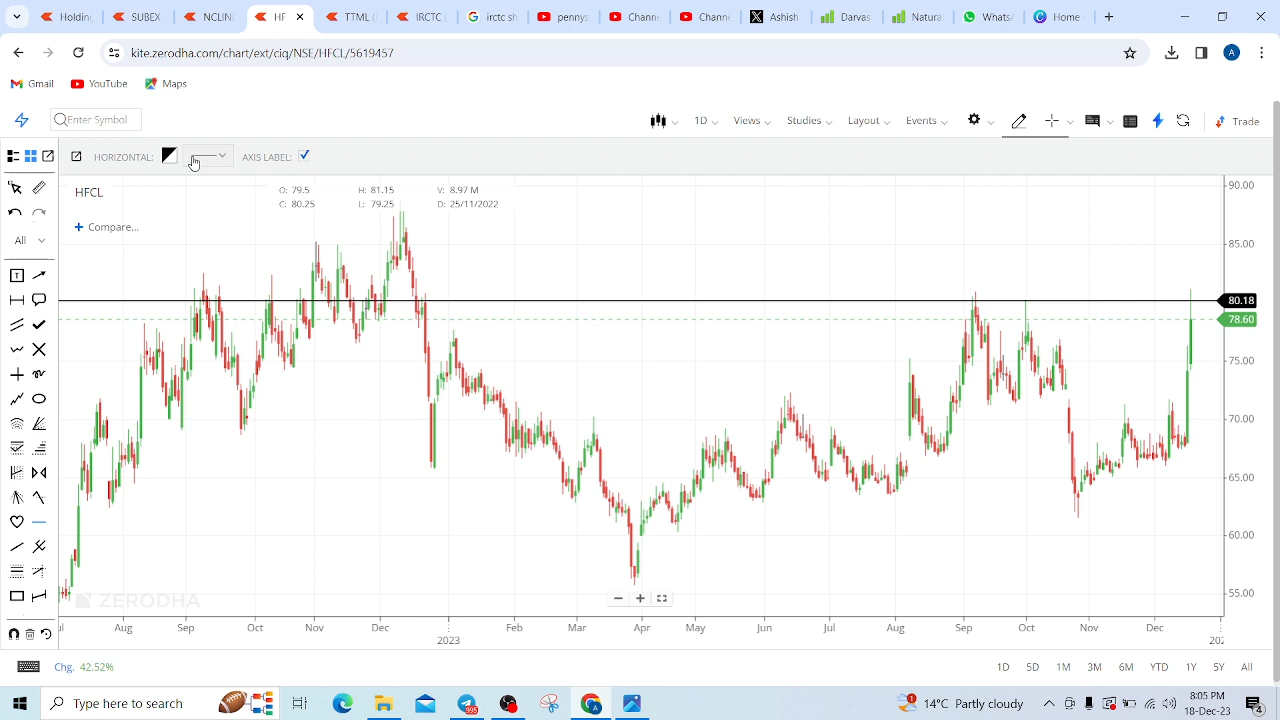 Holdin
SUBEX
NCLIN
HF
TTML
IRCTC
irctc sh
pennys
Chann
Chann
Ashish
Darvas
Natura
Whats
Home
kite.zerodha.com/chart/ext/ciq/NSE/HFCL/5619457
A
Gmail YouTube Maps
Enter Symbol
1D Views Studies Layout Events Trade
HORIZONTAL: AXIS LABEL:
HFCL
O: 79.5 H: 81.15 V: 8.97 M
C: 80.25 L: 79.25 D: 25/11/2022
+ Compare...
All
T
90.00
85.00
80.18
78.60
75.00
70.00
65.00
60.00
55.00
ZERODHA
Aug Sep Oct Nov Dec 2023 Feb Mar Apr May Jun Jul Aug Sep Oct Nov Dec 202
Chg. 42.52%
1D 5D 1M 3M 6M YTD 1Y 5Y All
Type here to search
14°C Partly cloudy
8:05 PM
18-Dec-23